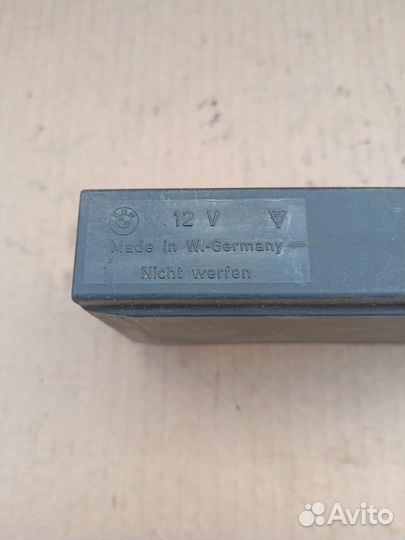 12 V
Made in W.-Germany
Nicht werfen
Avito